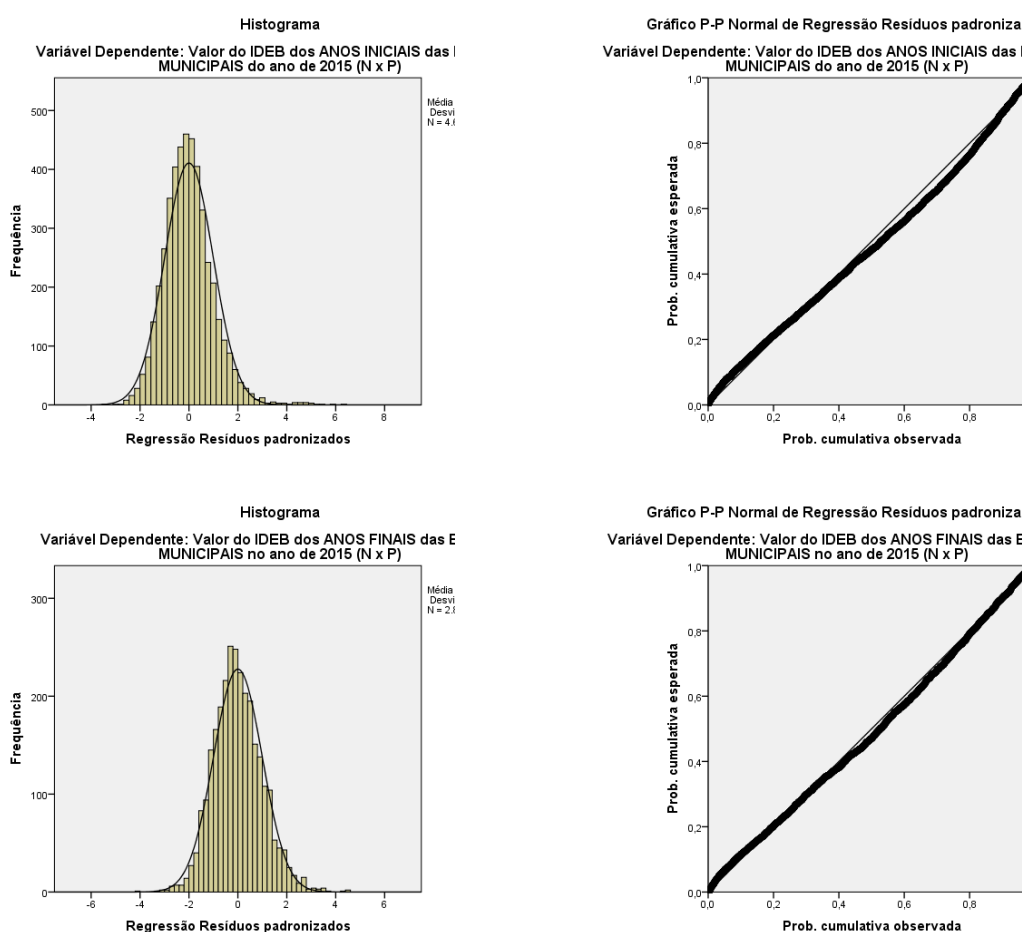 Histograma
Variável Dependente: Valor do IDEB dos ANOS INICIAIS das
MUNICIPAIS do ano de 2015 (N x P)
Média
Desvi
N = 4.6
500
400
300
200
100
0
-4 -2 0 2 4 6 8
Frequência
Regressão Resíduos padronizados
Gráfico P-P Normal de Regressão Resíduos padroniza
Variável Dependente: Valor do IDEB dos ANOS INICIAIS das
MUNICIPAIS do ano de 2015 (N x P)
1,0
0,8
0,6
0,4
0,2
0,0
0,0 0,2 0,4 0,6 0,8
Prob. cumulativa esperada
Prob. cumulativa observada
Histograma
Variável Dependente: Valor do IDEB dos ANOS FINAIS das E
MUNICIPAIS no ano de 2015 (N x P)
Média
Desvi
N = 2.8
300
200
100
0
-6 -4 -2 0 2 4 6
Frequência
Regressão Resíduos padronizados
Gráfico P-P Normal de Regressão Resíduos padroniza
Variável Dependente: Valor do IDEB dos ANOS FINAIS das E
MUNICIPAIS no ano de 2015 (N x P)
1,0
0,8
0,6
0,4
0,2
0,0
0,0 0,2 0,4 0,6 0,8
Prob. cumulativa esperada
Prob. cumulativa observada